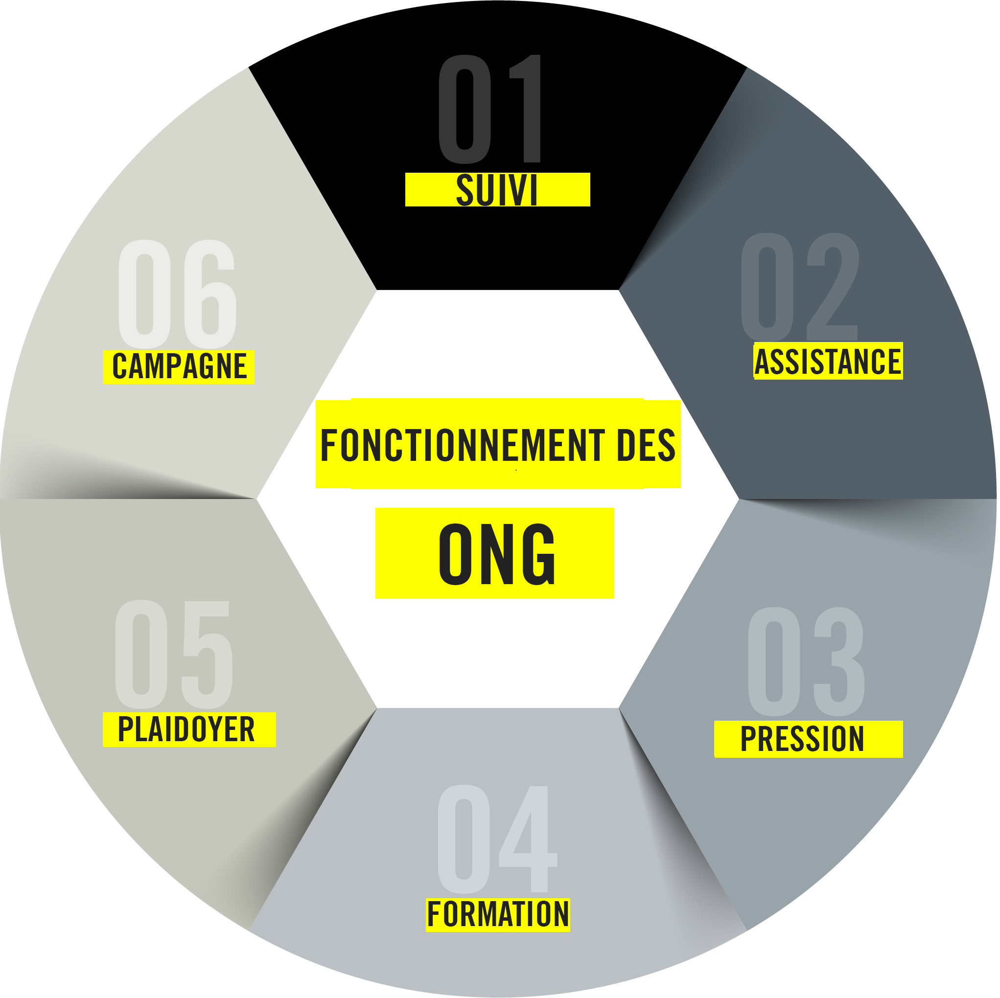 01
SUIVI
02
ASSISTANCE
03
PRESSION
04
FORMATION
05
PLAIDOYER
06
CAMPAGNE
FONCTIONNEMENT DES
ONG